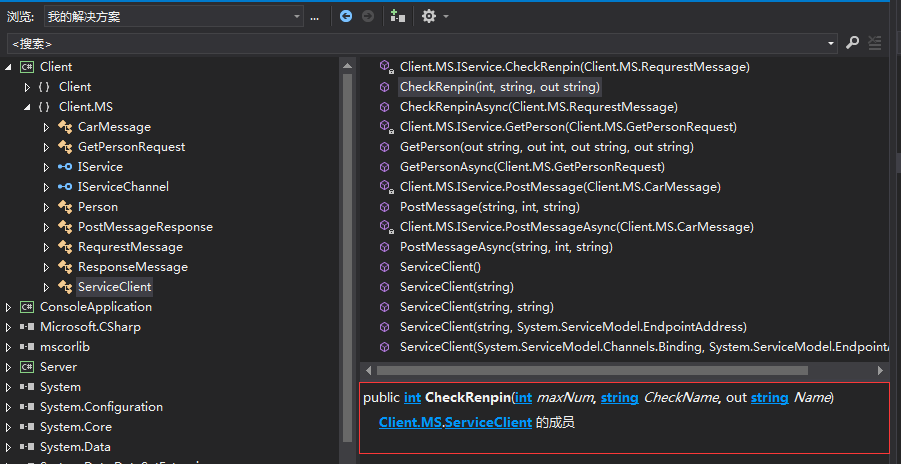 浏览: 我的解决方案 ...
<搜索>
Client
{ } Client
{ } Client.MS
CarMessage
GetPersonRequest
IService
IServiceChannel
Person
PostMessageResponse
RequrestMessage
ResponseMessage
ServiceClient
C# ConsoleApplication
Microsoft.CSharp
mscorlib
C# Server
System
System.Configuration
System.Core
System.Data
Client.MS.IService.CheckRenpin(Client.MS.RequrestMessage)
CheckRenpin(int, string, out string)
CheckRenpinAsync(Client.MS.RequrestMessage)
Client.MS.IService.GetPerson(Client.MS.GetPersonRequest)
GetPerson(out string, out int, out string, out string)
GetPersonAsync(Client.MS.GetPersonRequest)
Client.MS.IService.PostMessage(Client.MS.CarMessage)
PostMessage(string, int, string)
Client.MS.IService.PostMessageAsync(Client.MS.CarMessage)
PostMessageAsync(string, int, string)
ServiceClient()
ServiceClient(string)
ServiceClient(string, string)
ServiceClient(string, System.ServiceModel.EndpointAddress)
ServiceClient(System.ServiceModel.Channels.Binding, System.ServiceModel.Endpoint
public int CheckRenpin(int maxNum, string CheckName, out string Name)
Client.MS.ServiceClient 的成员